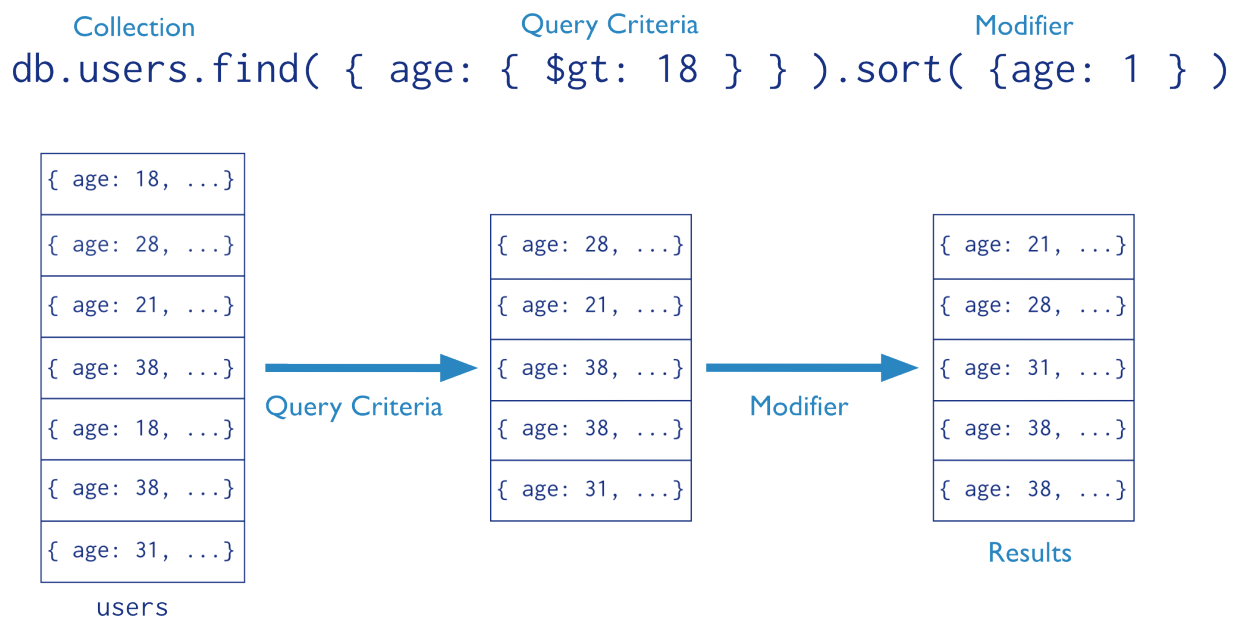 Collection Query Criteria Modifier
db.users.find( { age: { $gt: 18 } } ).sort( {age: 1 } )
{ age: 18, ...}
{ age: 28, ...}
{ age: 21, ...}
{ age: 38, ...}
{ age: 18, ...}
{ age: 38, ...}
{ age: 31, ...}
users
Query Criteria
{ age: 28, ...}
{ age: 21, ...}
{ age: 38, ...}
{ age: 38, ...}
{ age: 31, ...}
Modifier
{ age: 21, ...}
{ age: 28, ...}
{ age: 31, ...}
{ age: 38, ...}
{ age: 38, ...}
Results